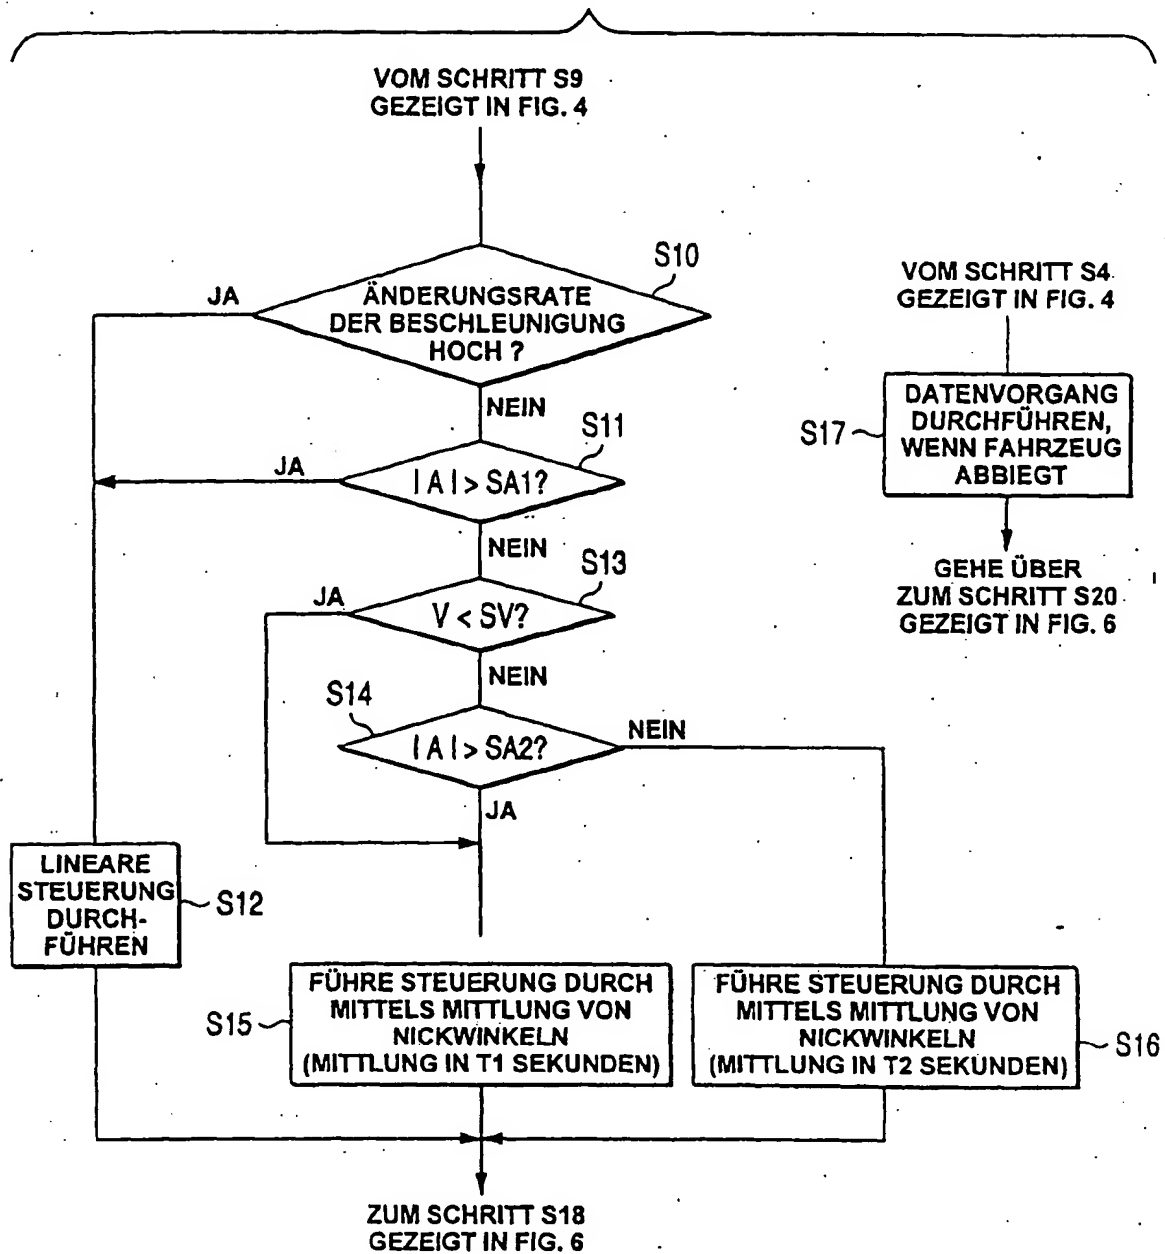 VOM SCHRITT S9
GEZEIGT IN FIG. 4
S10
JA
ÄNDERUNGSRATE
DER BESCHLEUNIGUNG
HOCH ?
NEIN
S11
JA
| A | > SA1?
NEIN
S13
JA
V < SV?
NEIN
S14
| A | > SA2?
NEIN
JA
LINEARE
STEUERUNG
DURCH-
FÜHREN
S12
FÜHRE STEUERUNG DURCH
MITTELS MITTLUNG VON
NICKWINKELN
(MITTLUNG IN T1 SEKUNDEN)
S15
FÜHRE STEUERUNG DURCH
MITTELS MITTLUNG VON
NICKWINKELN
(MITTLUNG IN T2 SEKUNDEN)
S16
ZUM SCHRITT S18
GEZEIGT IN FIG. 6
VOM SCHRITT S4
GEZEIGT IN FIG. 4
S17
DATENVORGANG
DURCHFÜHREN,
WENN FAHRZEUG
ABBIEGT
GEHE ÜBER
ZUM SCHRITT S20
GEZEIGT IN FIG. 6